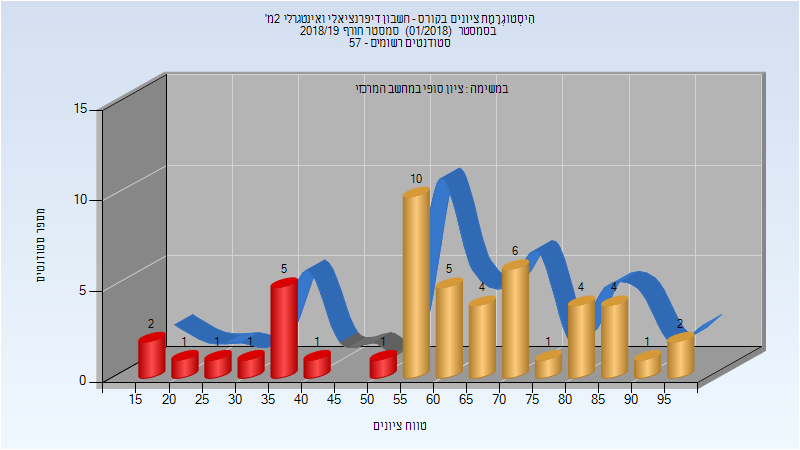 היסטוגרמת ציונים בקורס - חשבון דיפרנציאלי ואינטגרלי 2מ'
בסמסטר (01/2018) סמסטר חורף 2018/19
סטודנטים רשומים - 57
במשימה : ציון סופי במחשב המרכזי
מספר סטודנטים
15
10
5
0
2
1
1
1
5
1
1
10
5
4
6
1
4
4
1
2
15 20 25 30 35 40 45 50 55 60 65 70 75 80 85 90 95
טווח ציונים